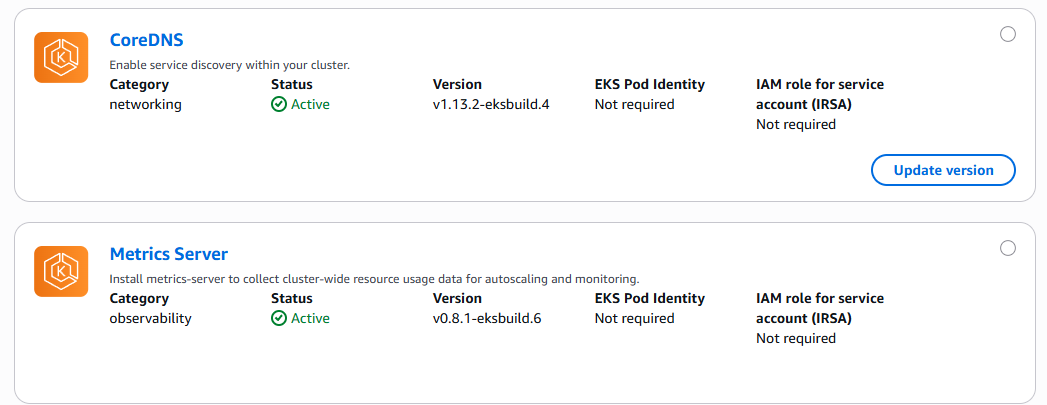 CoreDNS
Enable service discovery within your cluster.
Category
Status
Version
EKS Pod Identity
IAM role for service
account (IRSA)
networking
Active
v1.13.2-eksbuild.4
Not required
Not required
Update version
Metrics Server
Install metrics-server to collect cluster-wide resource usage data for autoscaling and monitoring.
Category
Status
Version
EKS Pod Identity
IAM role for service
account (IRSA)
observability
Active
v0.8.1-eksbuild.6
Not required
Not required
K
K